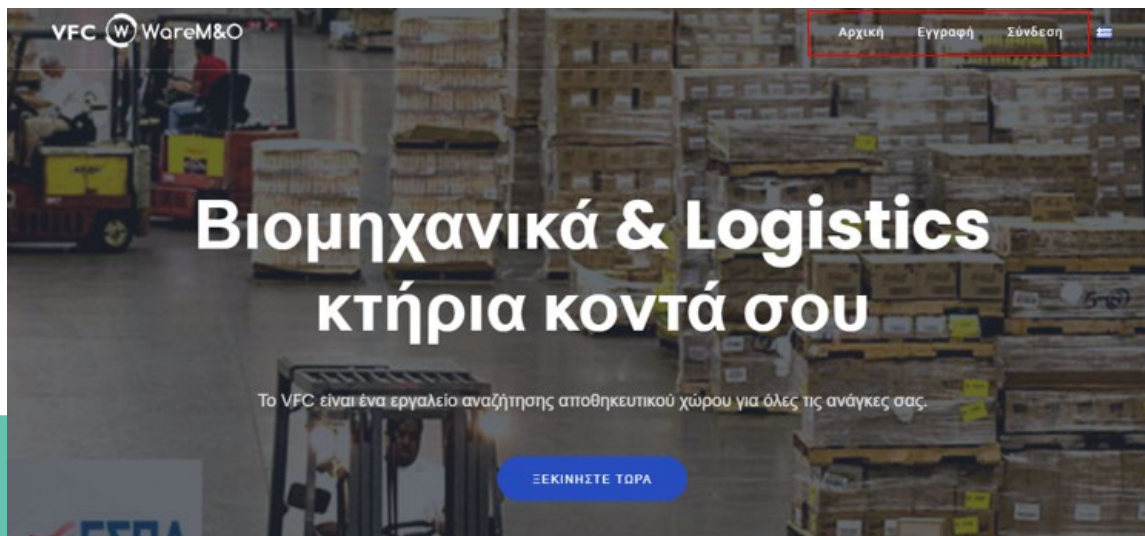 VFC W WareM&O
Αρχική Εγγραφή Σύνδεση
Βιομηχανικά & Logistics
κτήρια κοντά σου
Το VFC είναι ένα εργαλείο αναζήτησης αποθηκευτικού χώρου για όλες τις ανάγκες σας.
ΞΕΚΙΝΗΣΤΕ ΤΩΡΑ
ΕΣΠΑ